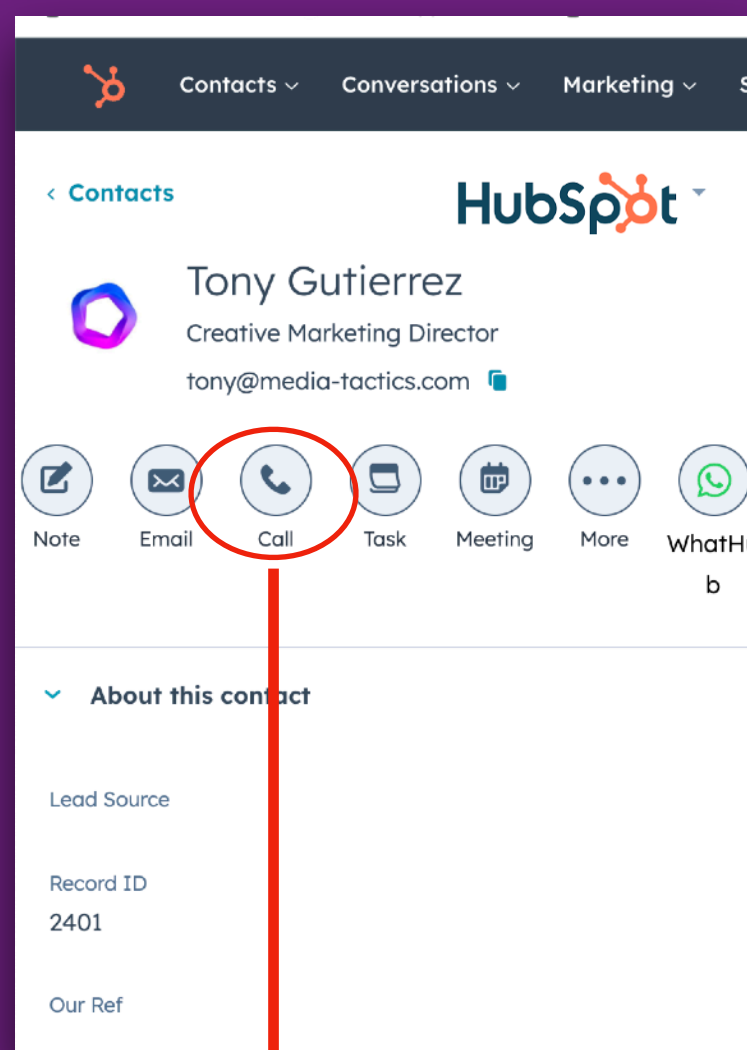 Contacts Conversations Marketing S
Contacts
HubSpot
Tony Gutierrez
Creative Marketing Director
tony@media-tactics.com
Note Email Call Task Meeting More WhatHu
b
About this contact
Lead Source
Record ID
2401
Our Ref